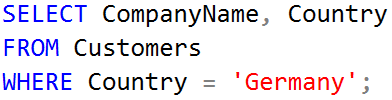 SELECT CompanyName, Country
FROM Customers
WHERE Country = 'Germany';